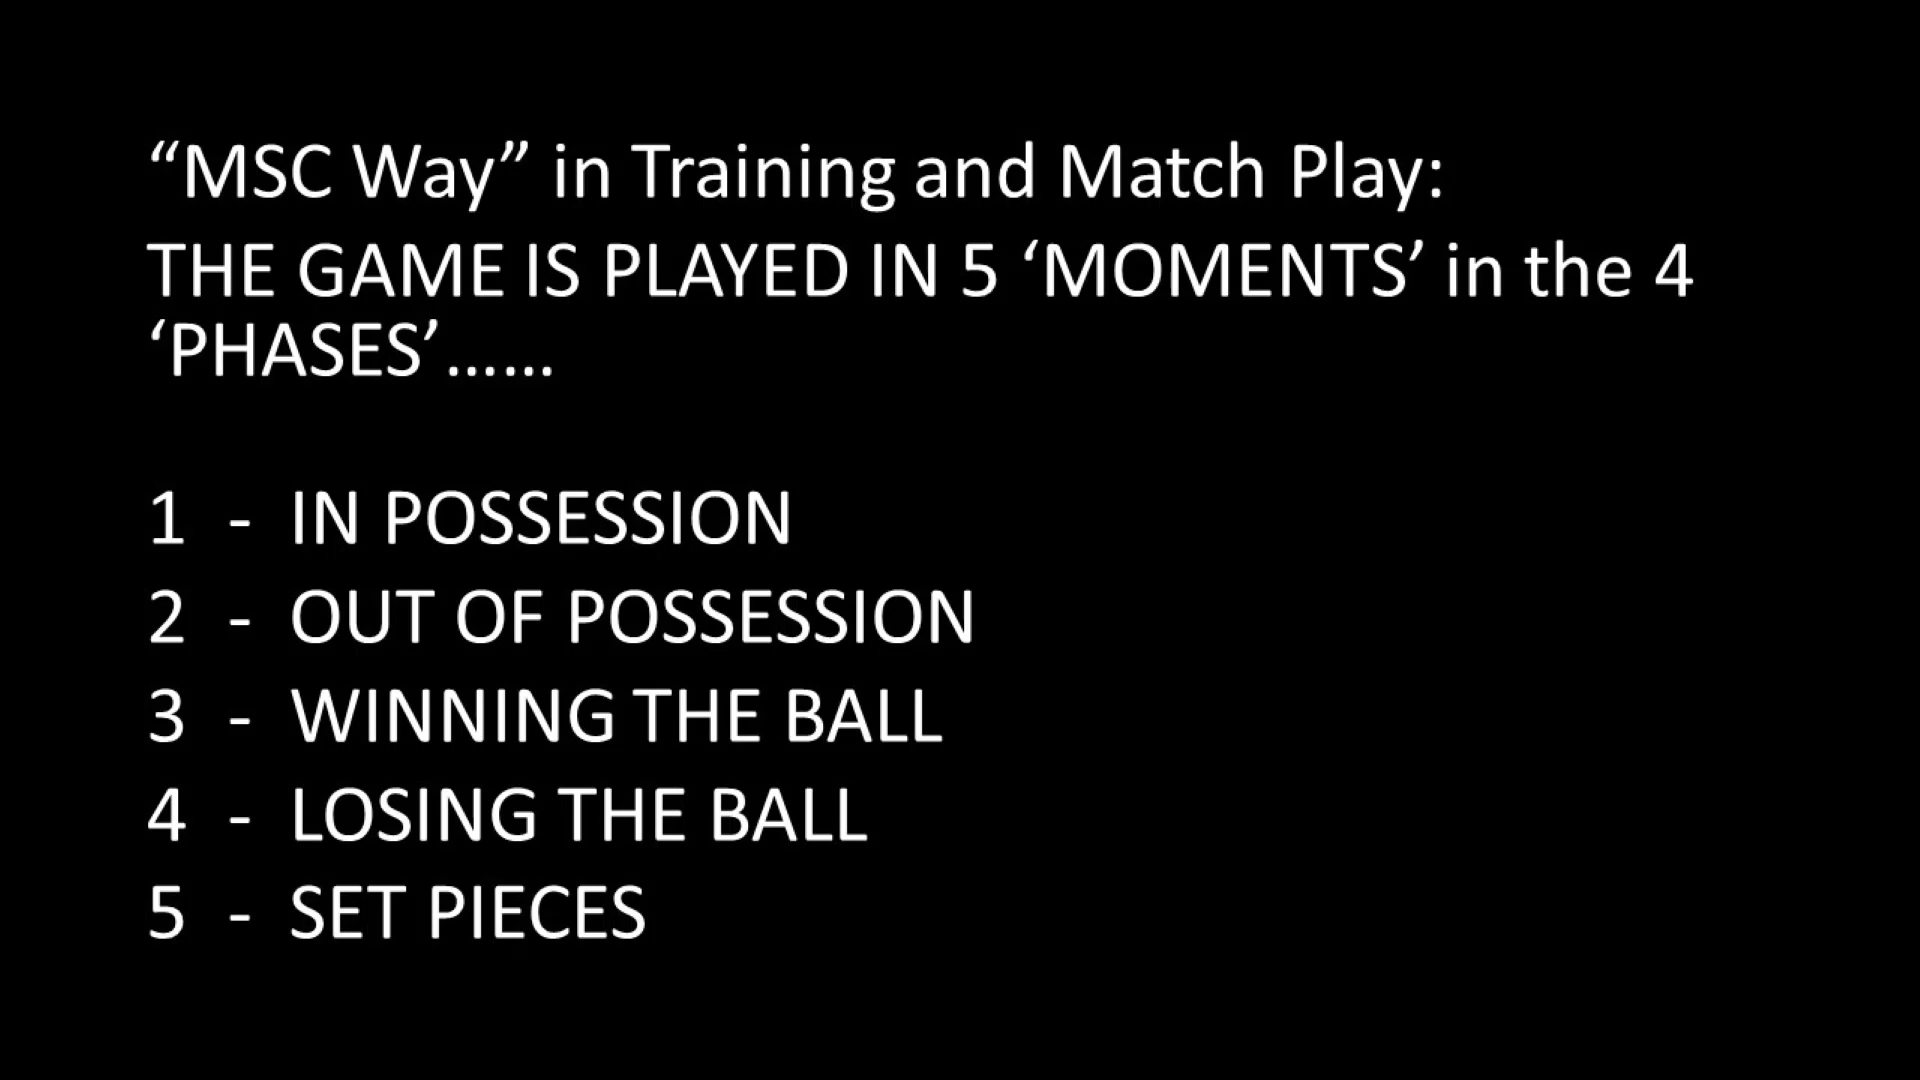 “MSC Way” in Training and Match Play:
THE GAME IS PLAYED IN 5 ‘MOMENTS’ in the 4
‘PHASES’……
1 - IN POSSESSION
2 - OUT OF POSSESSION
3 - WINNING THE BALL
4 - LOSING THE BALL
5 - SET PIECES